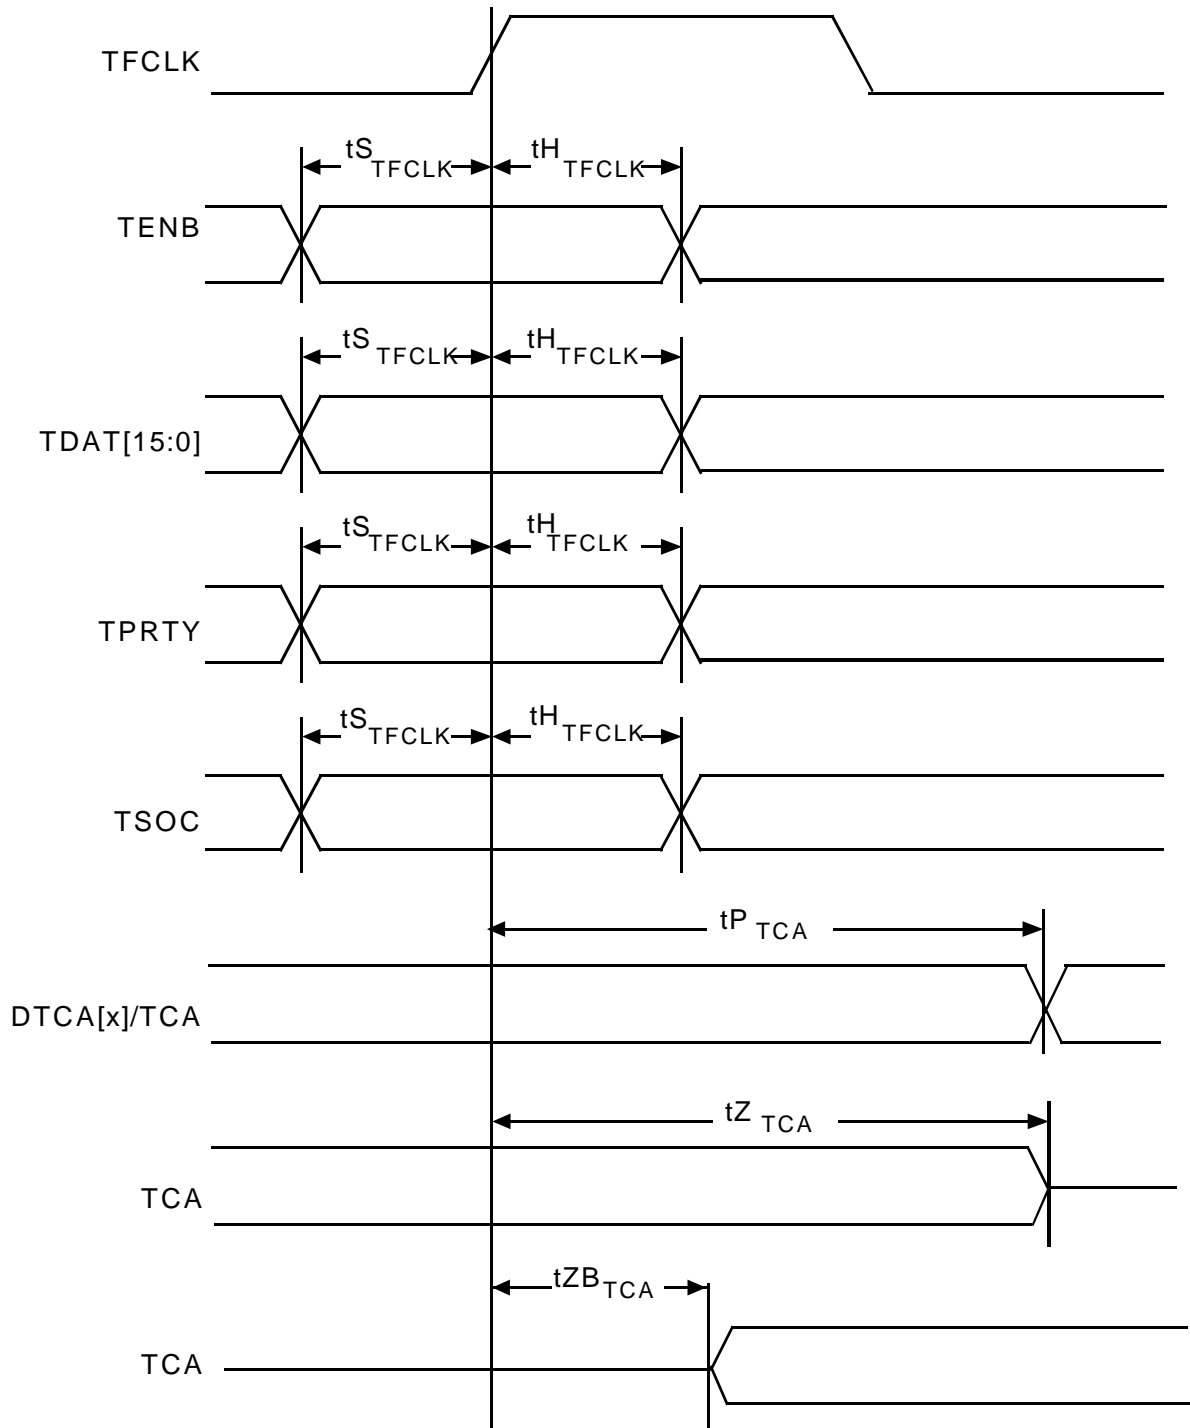 TFCLK
tS TFCLK tH TFCLK
TENB
tS TFCLK tH TFCLK
TDAT[15:0]
tS TFCLK tH TFCLK
TPRTY
tS TFCLK tH TFCLK
TSOC
tP TCA
DTCA[x]/TCA
tZ TCA
TCA
tZB TCA
TCA